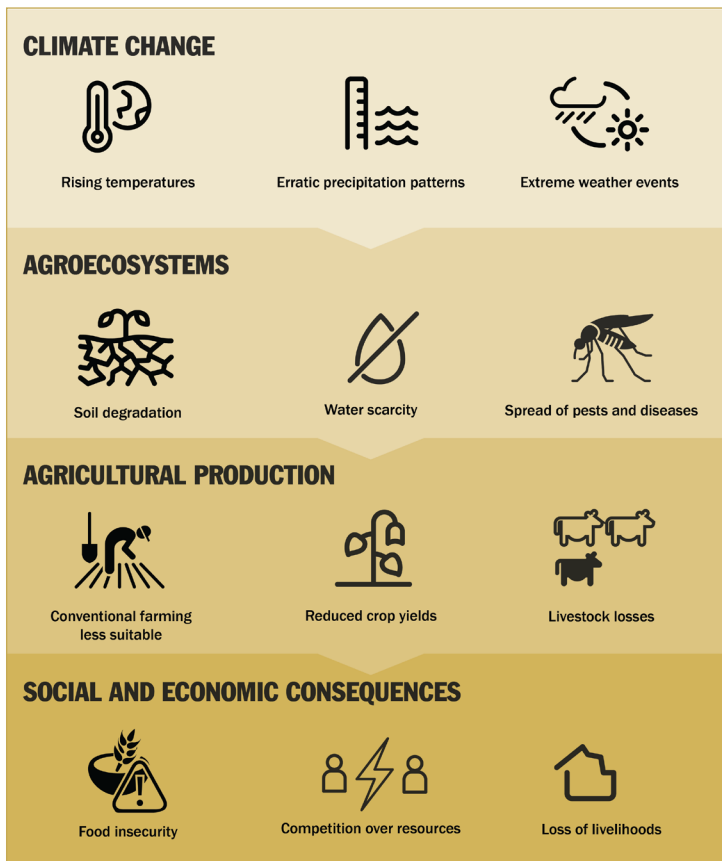 CLIMATE CHANGE
Rising temperatures
Erratic precipitation patterns
Extreme weather events
AGROECOSYSTEMS
Soil degradation
Water scarcity
Spread of pests and diseases
AGRICULTURAL PRODUCTION
Conventional farming
less suitable
Reduced crop yields
Livestock losses
SOCIAL AND ECONOMIC CONSEQUENCES
Food insecurity
Competition over resources
Loss of livelihoods